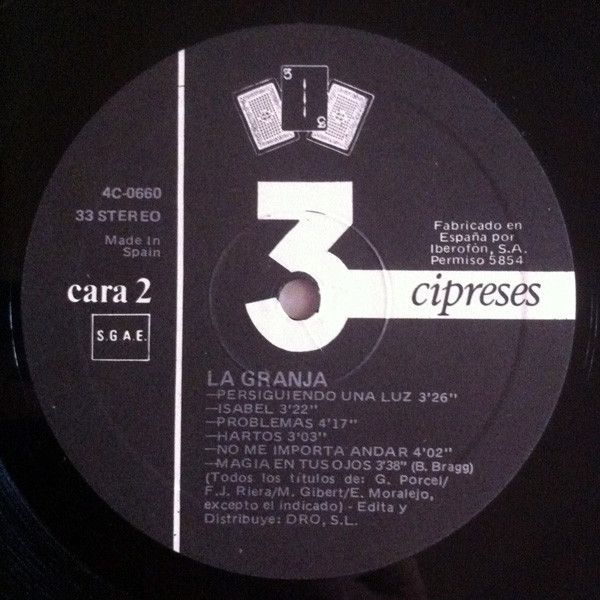 3
3
4C-0660
33 STEREO
Made in
Spain
cara 2
S.G.A.E.
3
cipreses
Fabricado en
España por
Iberofón, S.A.
Permiso 5854
LA GRANJA
—PERSIGUIENDO UNA LUZ 3'26"
—ISABEL 3'22"
—PROBLEMAS 4'17"
—HARTOS 3'03"
—NO ME IMPORTA ANDAR 4'02"
—MAGIA EN TUS OJOS 3'38" (B. Bragg)
(Todos los títulos de: G. Porcel/
F.J. Riera/M. Gibert/E. Moralejo,
excepto el indicado) - Edita y
Distribuye: DRO, S.L.